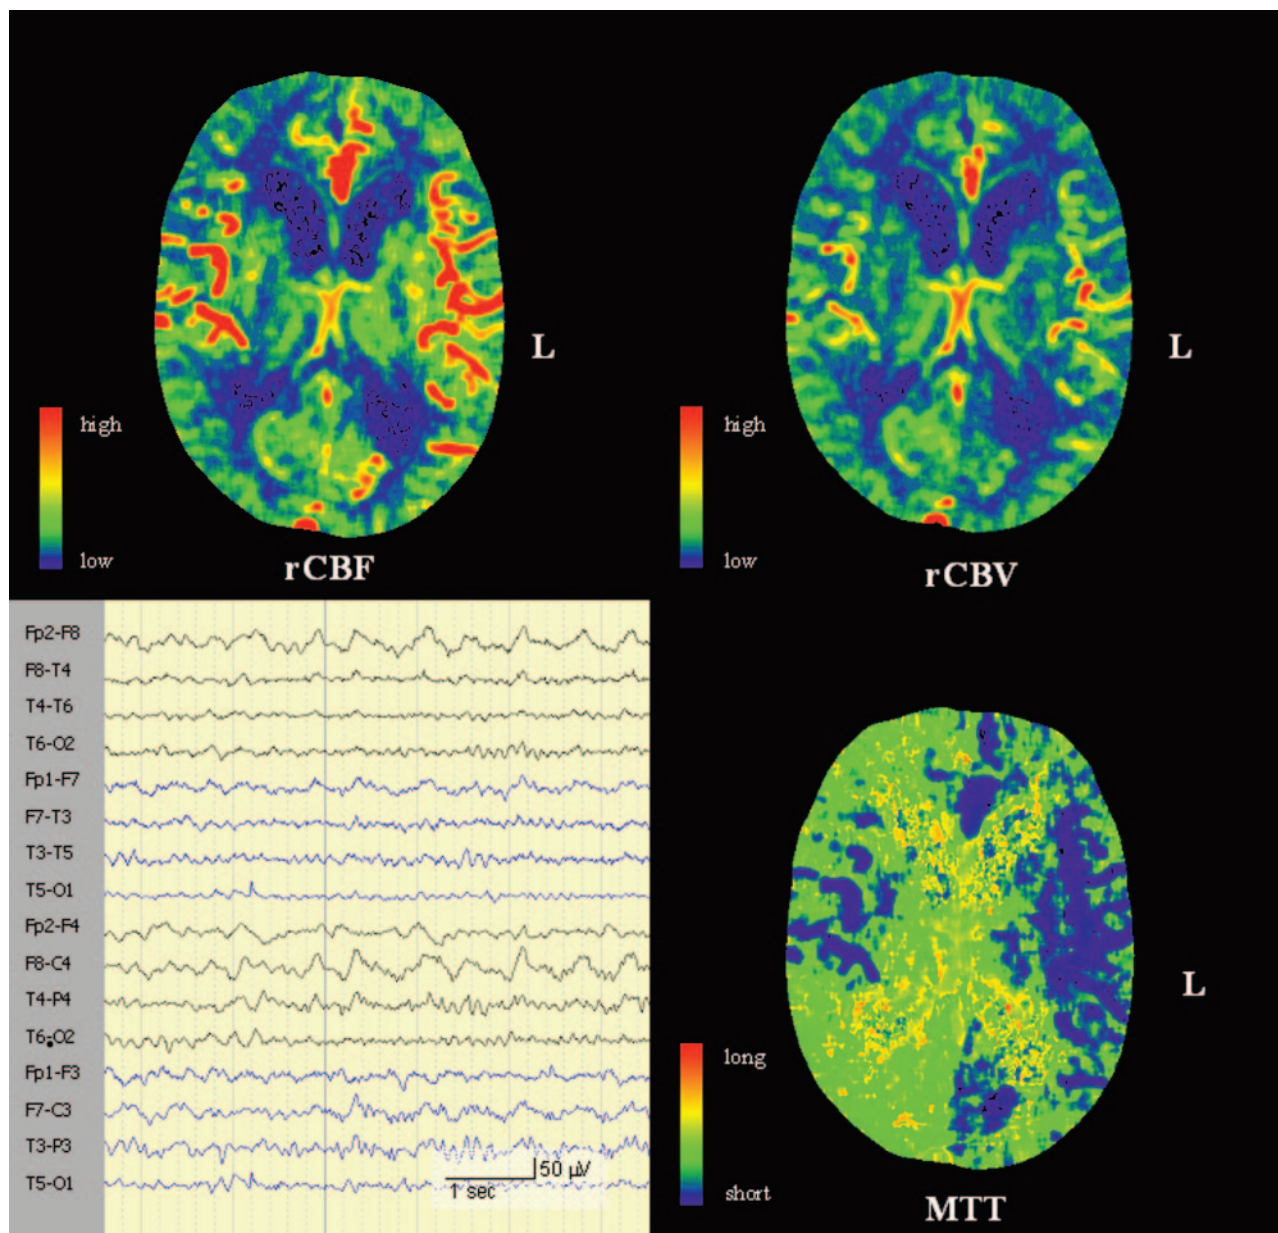 L
high
low
rCBF
L
high
low
rCBV
Fp2-F8
F8-T4
T4-T6
T6-O2
Fp1-F7
F7-T3
T3-T5
T5-O1
Fp2-F4
F8-C4
T4-P4
T6-O2
Fp1-F3
F7-C3
T3-P3
T5-O1
50 µV
1 sec
L
long
short
MTT